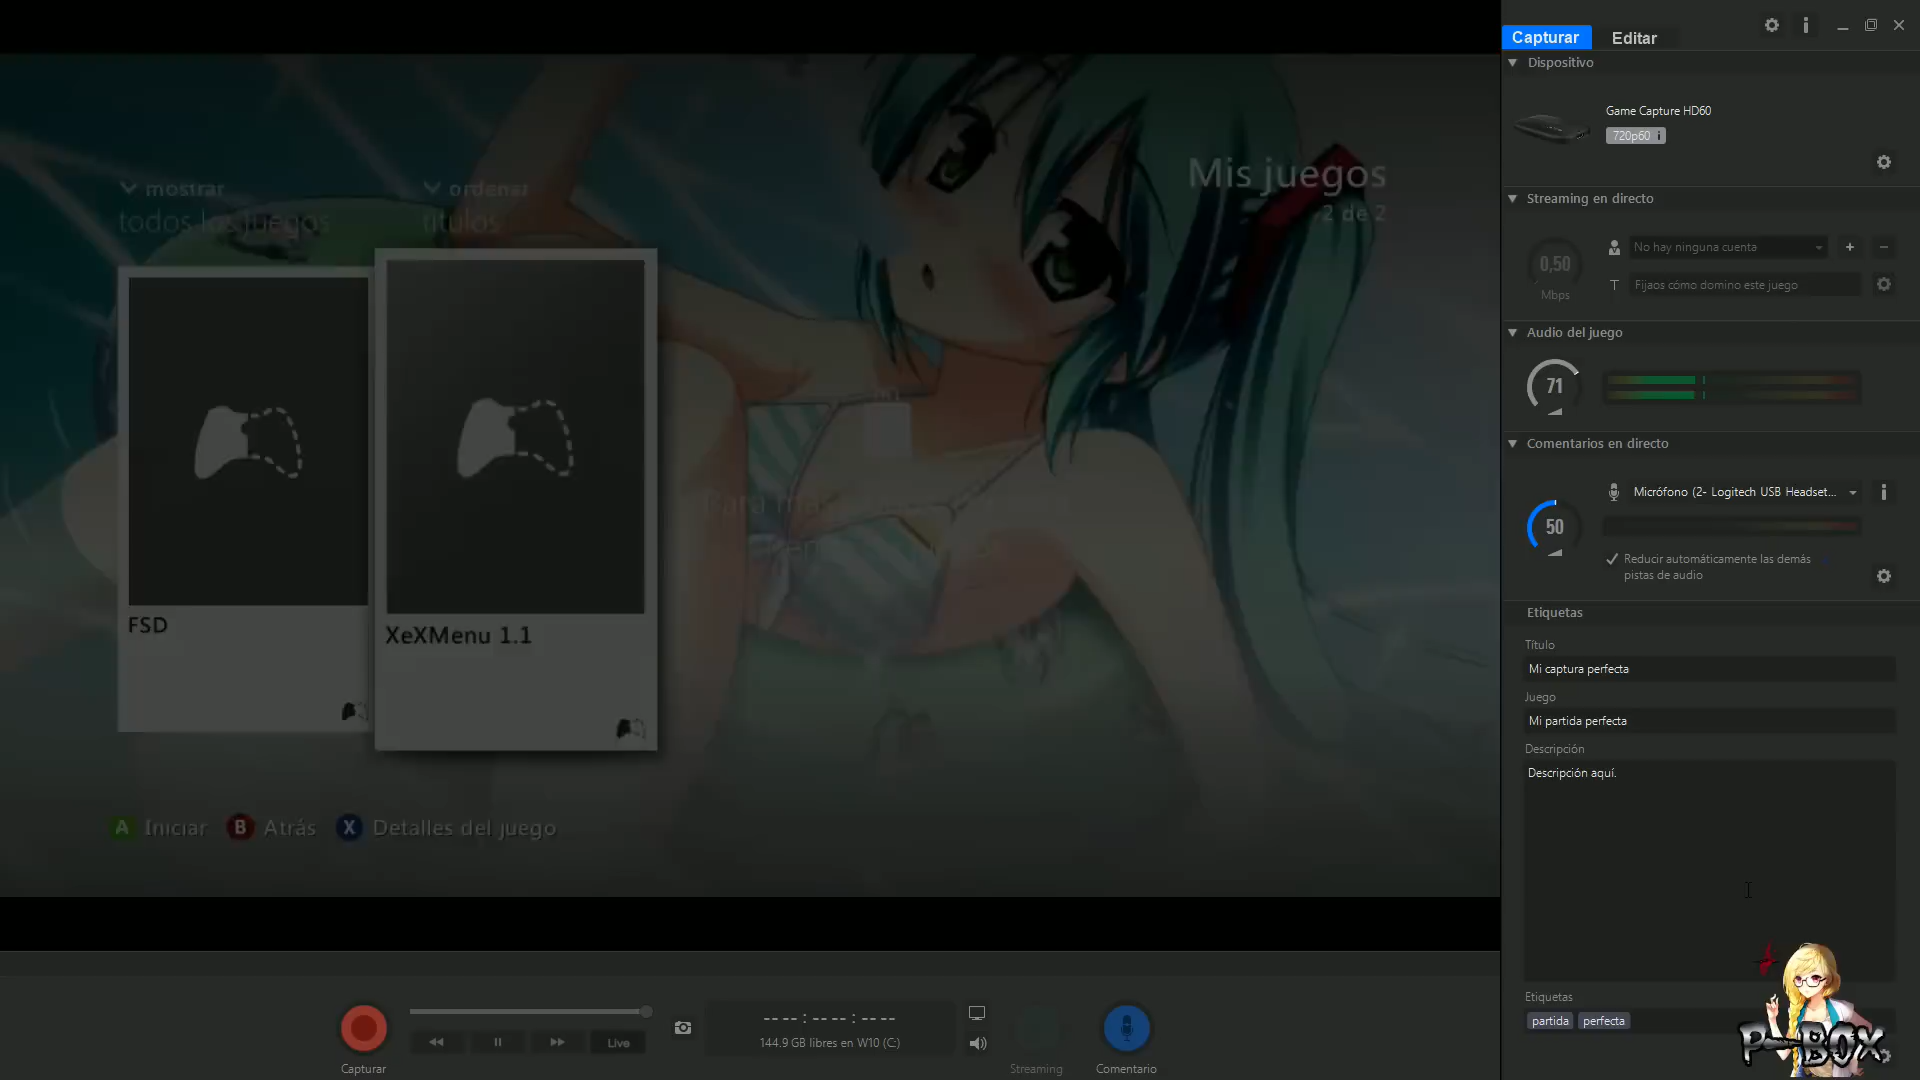 Capturar
Editar
Dispositivo
Game Capture HD60
720p60 i
Streaming en directo
No hay ninguna cuenta
0,50
Mbps
T Fijaos cómo domino este juego
Audio del juego
71
Comentarios en directo
Micrófono (2- Logitech USB Headset...
50
Reducir automáticamente las demás
pistas de audio
Etiquetas
Título
Mi captura perfecta
Juego
Mi partida perfecta
Descripción
Descripción aquí.
Etiquetas
partida perfecta
P-BOX
Mis juegos
2 de 2
mostrar
todos los juegos
ordenar
títulos
FSD
XeXMenu 1.1
A Iniciar B Atrás X Detalles del juego
Live
-- -- : -- -- : -- --
144.9 GB libres en W10 (C:)
Capturar
Streaming
Comentario